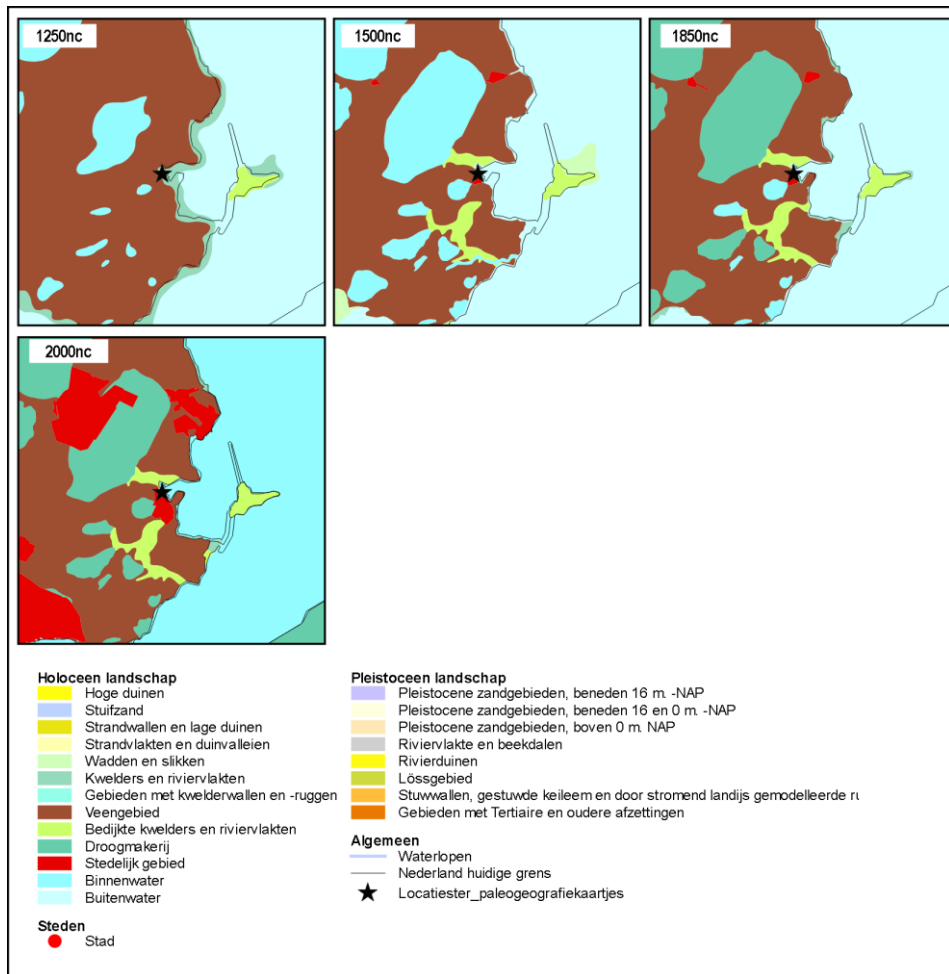 1250nc
1500nc
1850nc
2000nc
Holoceen landschap
Hoge duinen
Stuifzand
Strandwallen en lage duinen
Strandvlakten en duinvalleien
Wadden en slikken
Kwelders en riviervlakten
Gebieden met kwelderwallen en -ruggen
Veengebied
Bedijkte kwelders en riviervlakten
Droogmakerij
Stedelijk gebied
Binnenwater
Buitenwater
Steden
Stad
Pleistoceen landschap
Pleistocene zandgebieden, beneden 16 m. -NAP
Pleistocene zandgebieden, beneden 16 en 0 m. -NAP
Pleistocene zandgebieden, boven 0 m. NAP
Riviervlakte en beekdalen
Rivierduinen
Lössgebied
Stuwwallen, gestuwde keileem en door stromend landijs gemodelleerde
Gebieden met Tertiaire en oudere afzettingen
Algemeen
Waterlopen
Nederland huidige grens
Locatiester_paleogeografiekaartjes